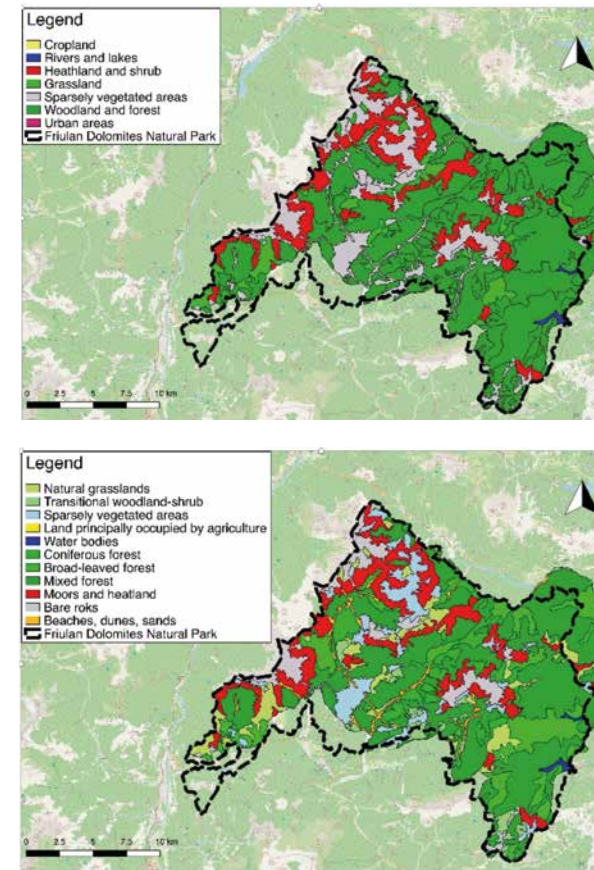 Legend
Cropland
Rivers and lakes
Heathland and shrub
Grassland
Sparsely vegetated areas
Woodland and forest
Urban areas
Friulan Dolomites Natural Park
0 2.5 5 7.5 10 km
Legend
Natural grasslands
Transitional woodland-shrub
Sparsely vegetated areas
Land principally occupied by agriculture
Water bodies
Coniferous forest
Broad-leaved forest
Mixed forest
Moors and heatland
Bare roks
Beaches, dunes, sands
Friulan Dolomites Natural Park
0 2.5 5 7.5 10 km